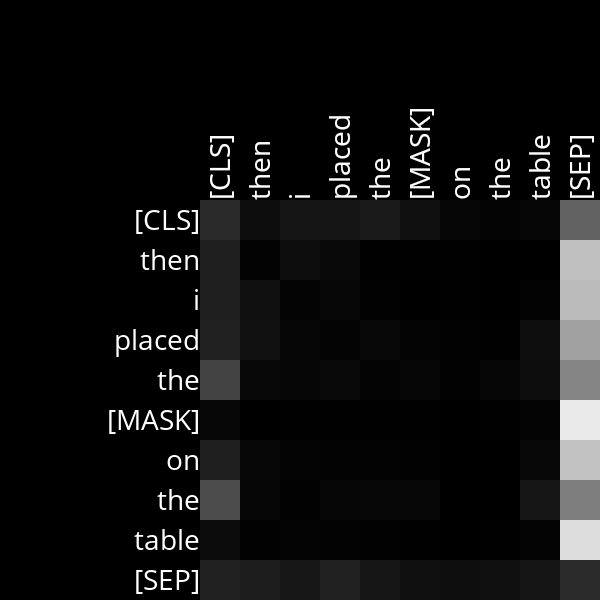 [CLS] then i placed the [MASK] on the table [SEP]
[CLS]
then
i
placed
the
[MASK]
on
the
table
[SEP]